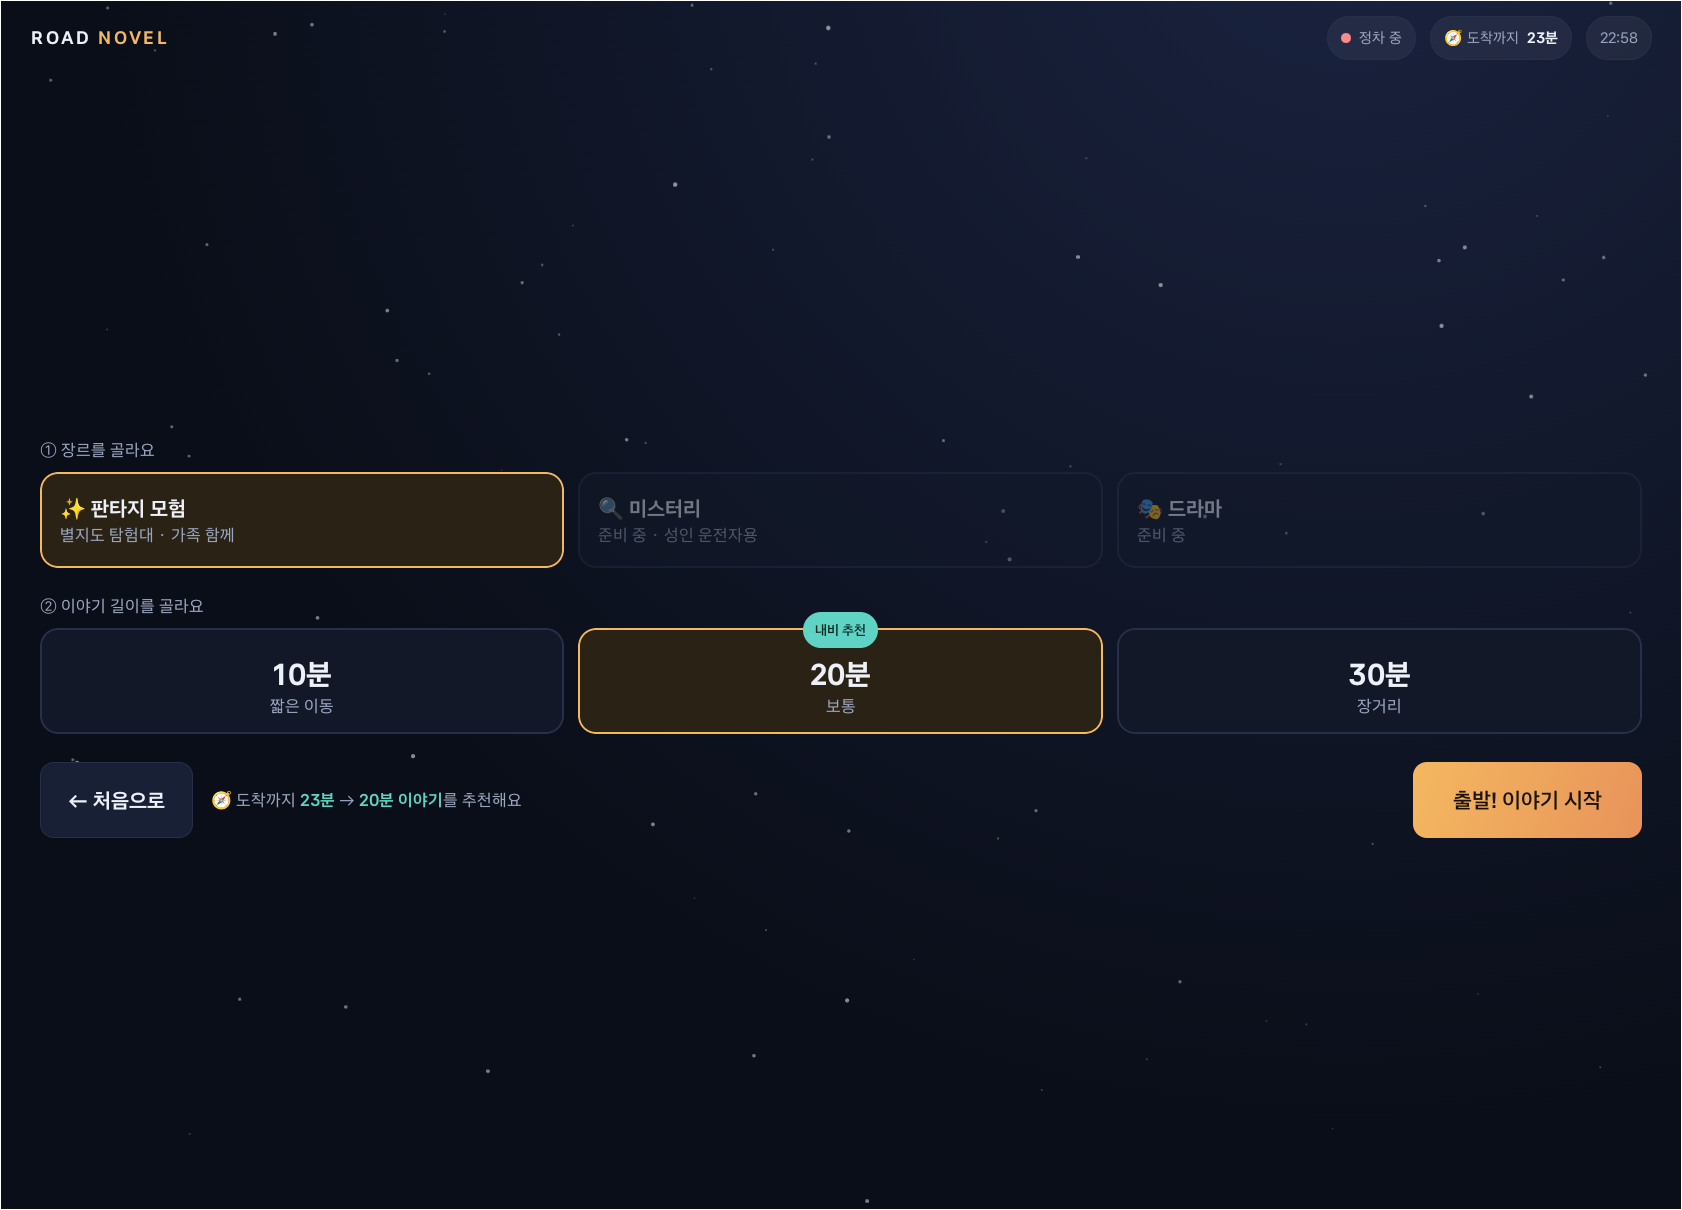 ROAD NOVEL
정차 중
🧭 도착까지 23분
22:58
① 장르를 골라요
✨ 판타지 모험
별지도 탐험대 · 가족 함께
🔍 미스터리
준비 중 · 성인 운전자용
🎭 드라마
준비 중
② 이야기 길이를 골라요
10분
짧은 이동
내비 추천
20분
보통
30분
장거리
← 처음으로
🧭 도착까지 23분 → 20분 이야기를 추천해요
출발! 이야기 시작